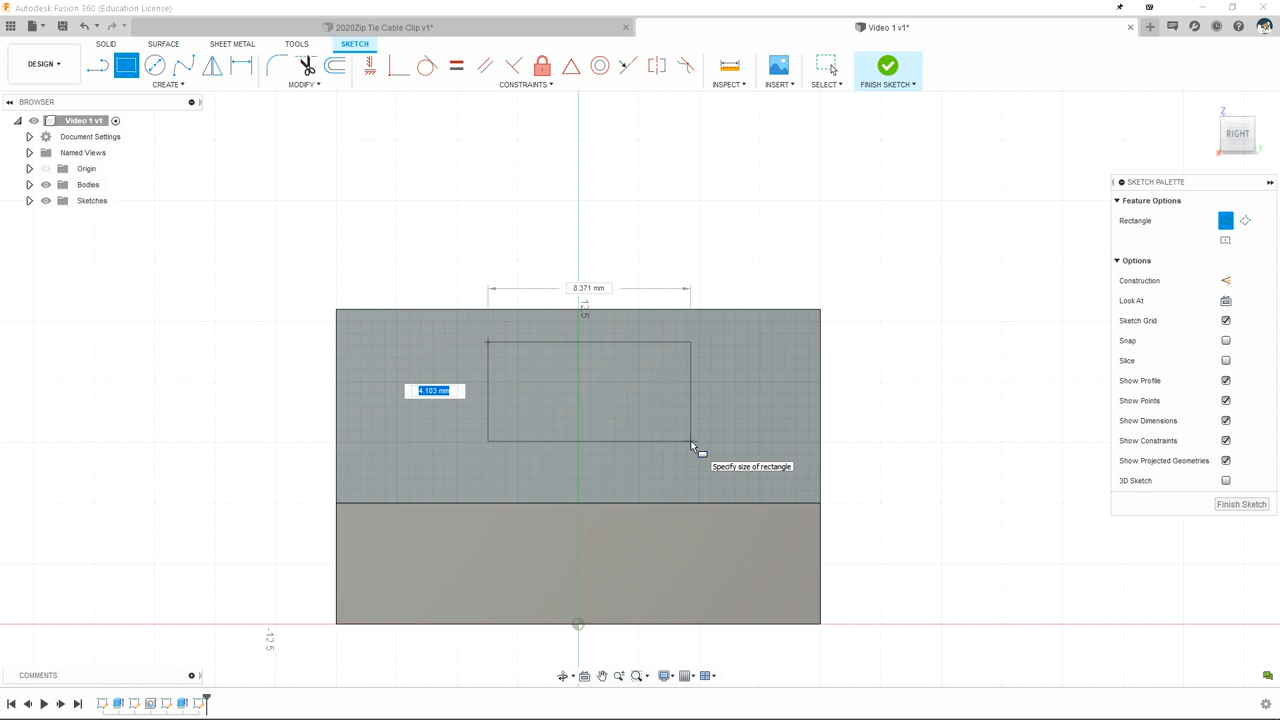 Autodesk Fusion 360 (Education License)
2020Zip Tie Cable Clip v1*
Video 1 v1*
SOLID SURFACE SHEET METAL TOOLS SKETCH
DESIGN
CREATE MODIFY CONSTRAINTS INSPECT INSERT SELECT FINISH SKETCH
BROWSER
Video 1 v1
Document Settings
Named Views
Origin
Bodies
Sketches
Z
RIGHT
X
Y
SKETCH PALETTE
Feature Options
Rectangle
Options
Construction
Look At
Sketch Grid
Snap
Slice
Show Profile
Show Points
Show Dimensions
Show Constraints
Show Projected Geometries
3D Sketch
Finish Sketch
8.371 mm
12.5
4.103 mm
Specify size of rectangle
-12.5
COMMENTS